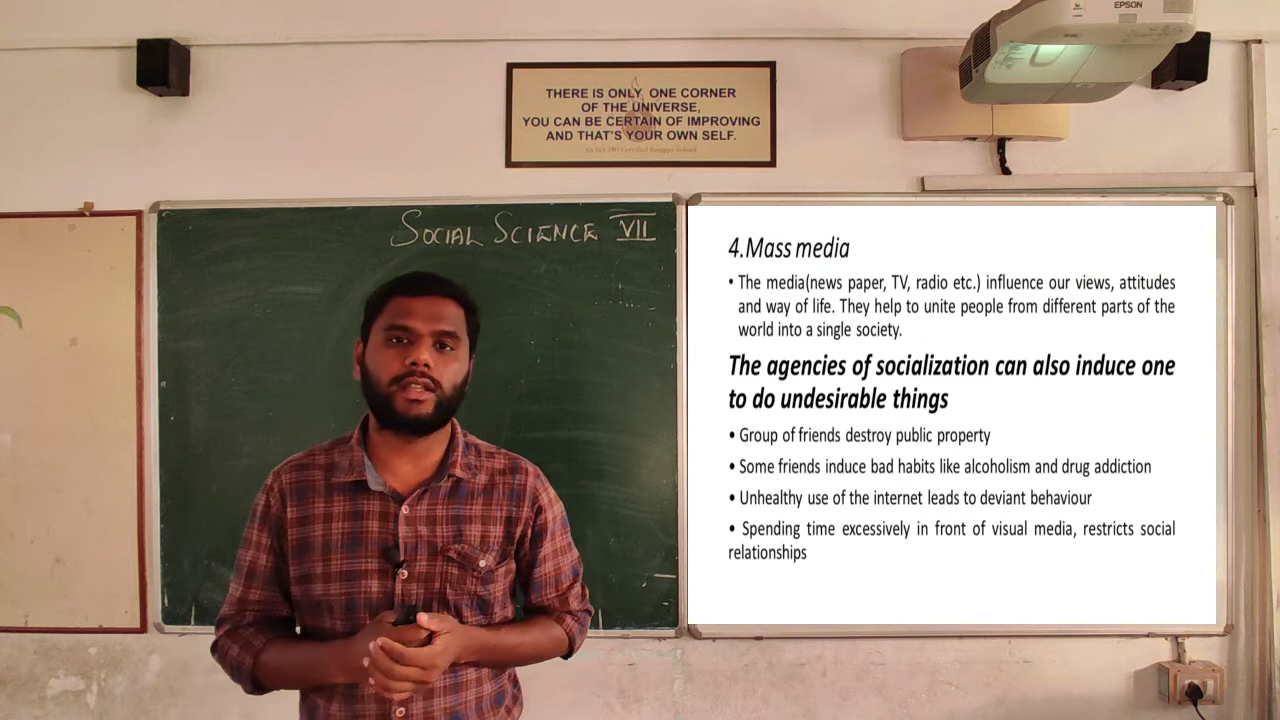 EPSON
THERE IS ONLY ONE CORNER
OF THE UNIVERSE,
YOU CAN BE CERTAIN OF IMPROVING
AND THAT'S YOUR OWN SELF.
SOCIAL SCIENCE VII
4.Mass media
• The media(news paper, TV, radio etc.) influence our views, attitudes
and way of life. They help to unite people from different parts of the
world into a single society.
The agencies of socialization can also induce one
to do undesirable things
• Group of friends destroy public property
• Some friends induce bad habits like alcoholism and drug addiction
• Unhealthy use of the internet leads to deviant behaviour
• Spending time excessively in front of visual media, restricts social
relationships